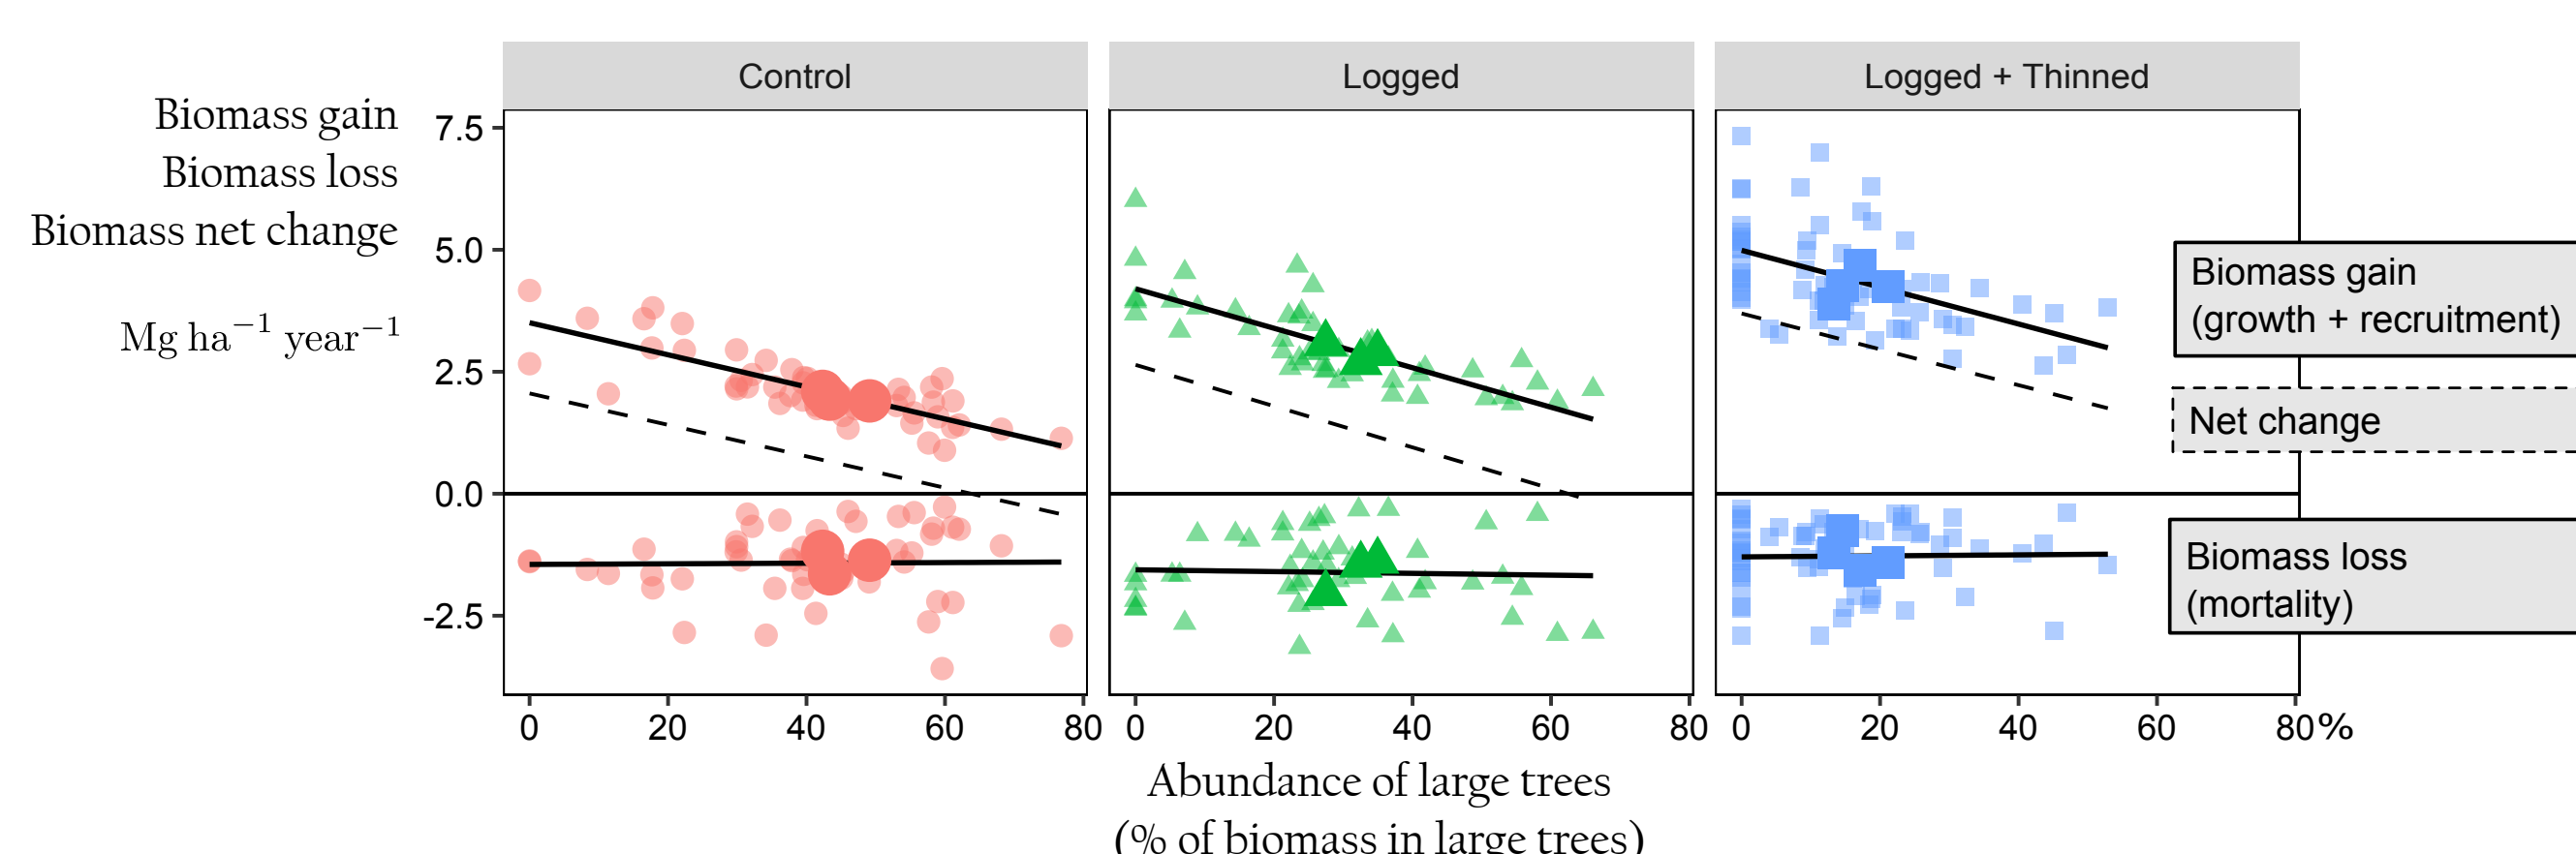 Control
Logged
Logged + Thinned
Biomass gain
Biomass loss
Biomass net change
Mg ha⁻¹ year⁻¹
7.5
5.0
2.5
0.0
-2.5
Biomass gain
(growth + recruitment)
Net change
Biomass loss
(mortality)
0 20 40 60 80
0 20 40 60 80
0 20 40 60 80%
Abundance of large trees
(% of biomass in large trees)